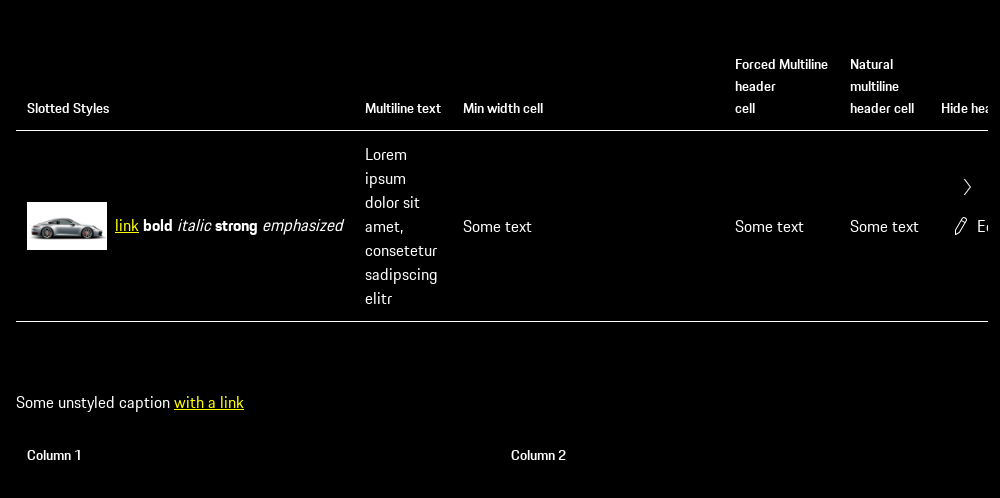 Slotted Styles
Multiline text
Min width cell
Forced Multiline
header
cell
Natural
multiline
header cell
Hide
link bold italic strong emphasized
Lorem
ipsum
dolor sit
amet,
consetetur
sadipscing
elitr
Some text
Some text
Some text
Some unstyled caption with a link
Column 1
Column 2